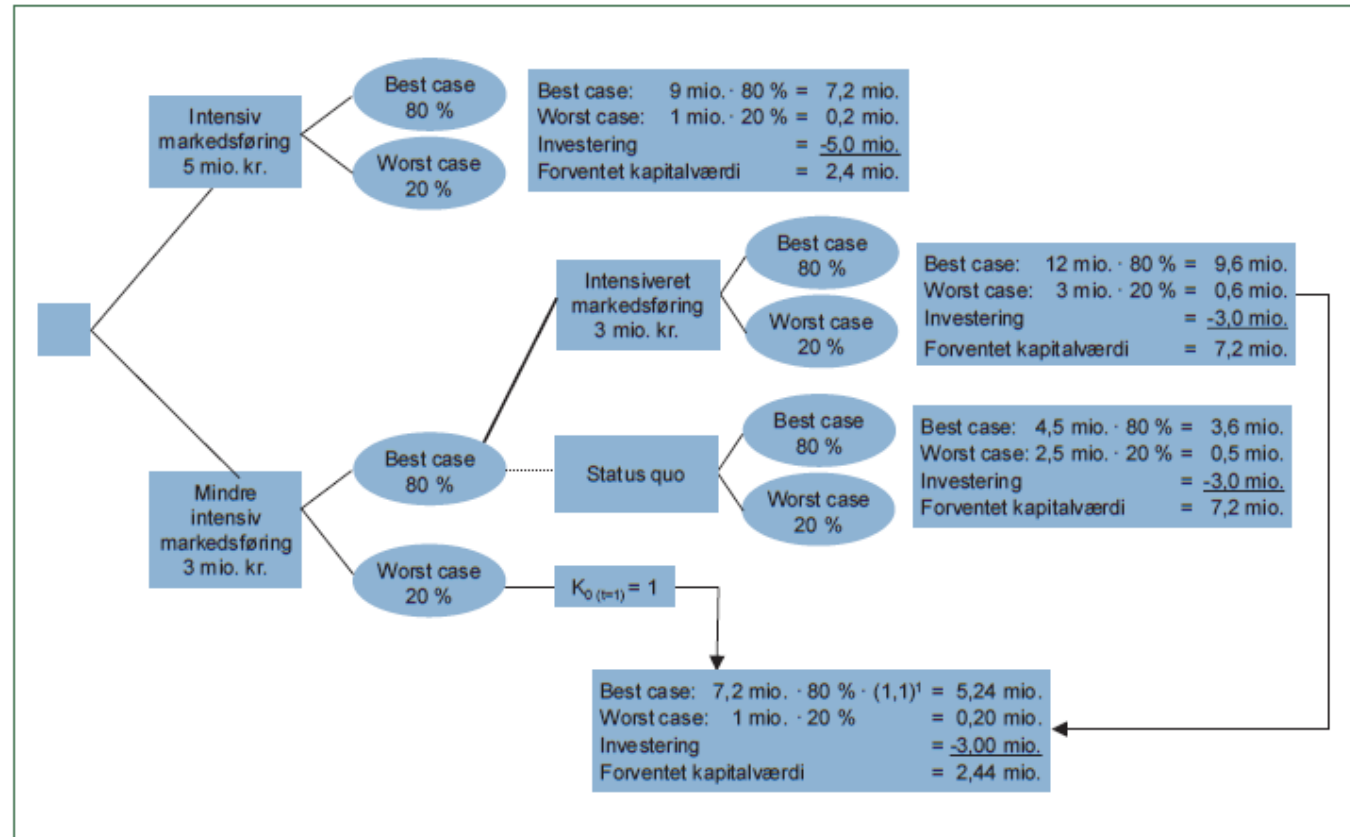 Best case
80 %
Intensiv
markedsføring
5 mio. kr.
Worst case
20 %
Best case: 9 mio. · 80 % = 7,2 mio.
Worst case: 1 mio. · 20 % = 0,2 mio.
Investering = -5,0 mio.
Forventet kapitalværdi = 2,4 mio.
Best case
80 %
Intensiveret
markedsføring
3 mio. kr.
Worst case
20 %
Best case: 12 mio. · 80 % = 9,6 mio.
Worst case: 3 mio. · 20 % = 0,6 mio.
Investering = -3,0 mio.
Forventet kapitalværdi = 7,2 mio.
Best case
80 %
Status quo
Best case
80 %
Worst case
20 %
Best case: 4,5 mio. · 80 % = 3,6 mio.
Worst case: 2,5 mio. · 20 % = 0,5 mio.
Investering = -3,0 mio.
Forventet kapitalværdi = 7,2 mio.
Mindre
intensiv
markedsføring
3 mio. kr.
Worst case
20 %
K₀ (t=1) = 1
Best case: 7,2 mio. · 80 % · (1,1)¹ = 5,24 mio.
Worst case: 1 mio. · 20 % = 0,20 mio.
Investering = -3,00 mio.
Forventet kapitalværdi = 2,44 mio.